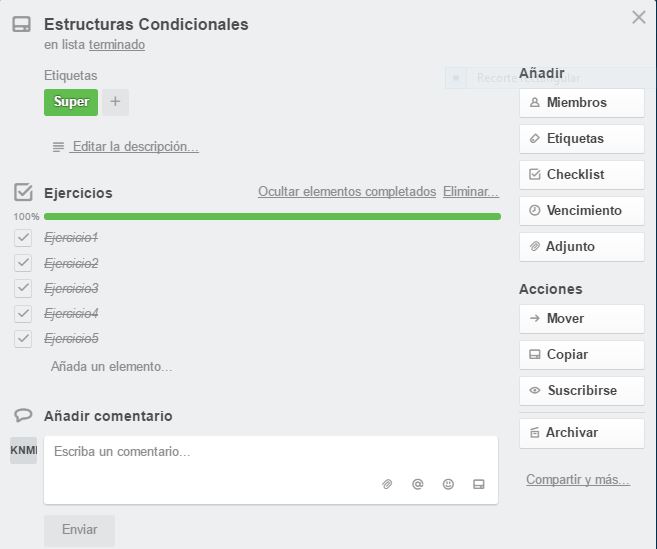 Estructuras Condicionales
en lista terminado
Etiquetas
Super +
Editar la descripción...
Ejercicios
Ocultar elementos completados Eliminar...
100%
Ejercicio1
Ejercicio2
Ejercicio3
Ejercicio4
Ejercicio5
Añada un elemento...
Añadir comentario
KNMI
Escriba un comentario...
Enviar
Añadir
Recorte rectangular
Miembros
Etiquetas
Checklist
Vencimiento
Adjunto
Acciones
Mover
Copiar
Suscribirse
Archivar
Compartir y más...